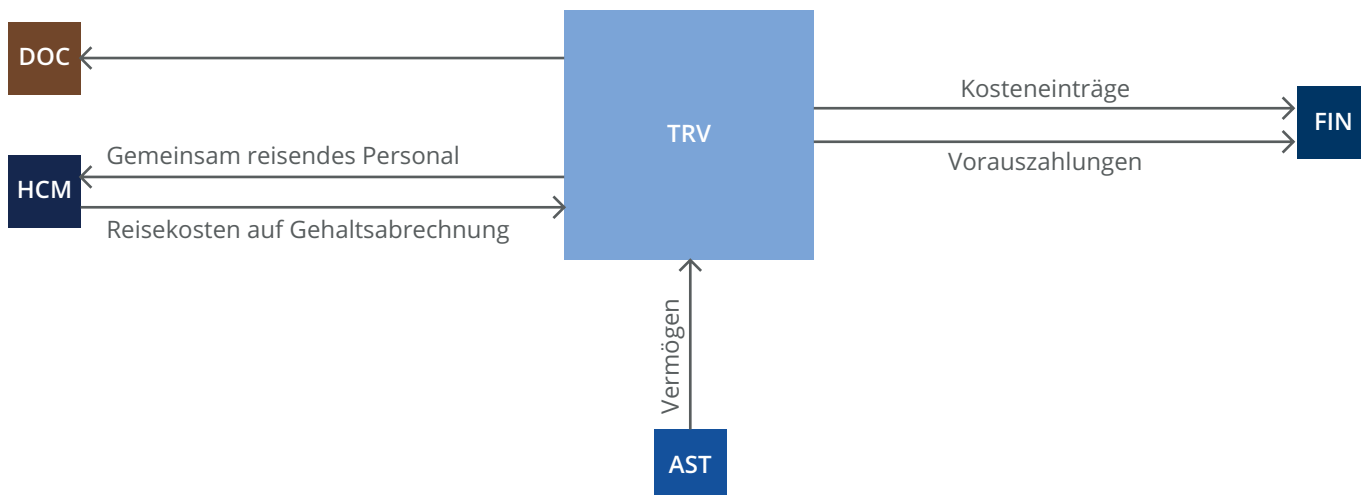 DOC
Kosteneinträge
TRV
FIN
Gemeinsam reisendes Personal
Vorauszahlungen
HCM
Reisekosten auf Gehaltsabrechnung
Vermögen
AST